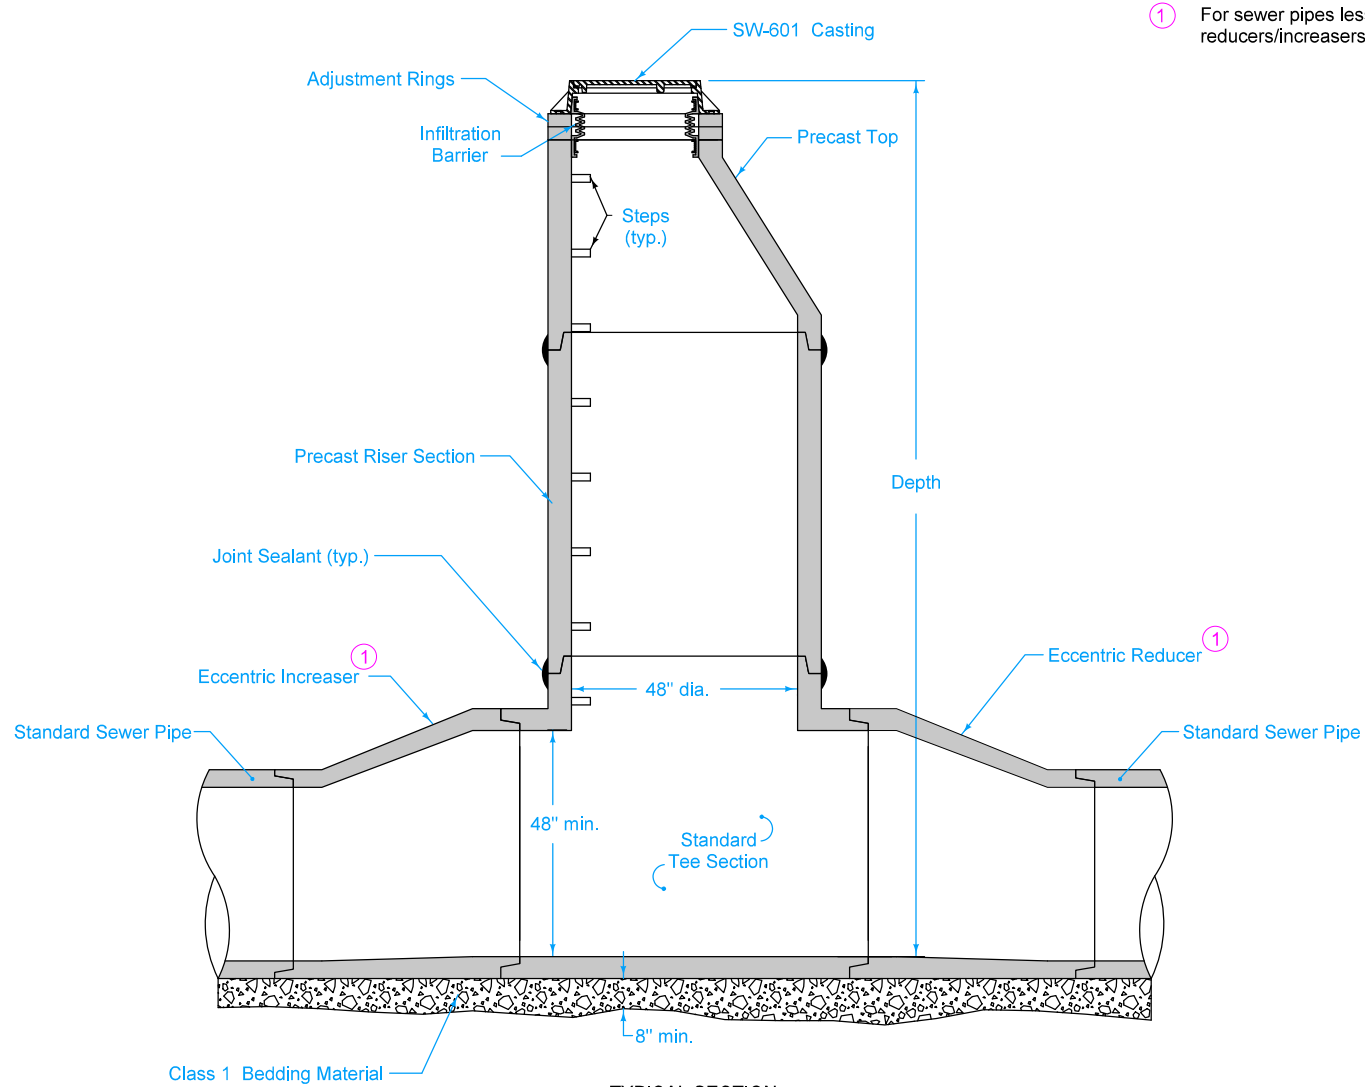 SW-601 Casting
1 For sewer pipes les
reducers/increasers
Adjustment Rings
Infiltration
Barrier
Precast Top
Steps
(typ.)
Precast Riser Section
Depth
Joint Sealant (typ.)
1
Eccentric Increaser
1
Eccentric Reducer
48" dia.
Standard Sewer Pipe
Standard Sewer Pipe
48" min.
Standard
Tee Section
8" min.
Class 1 Bedding Material
TYPICAL SECTION